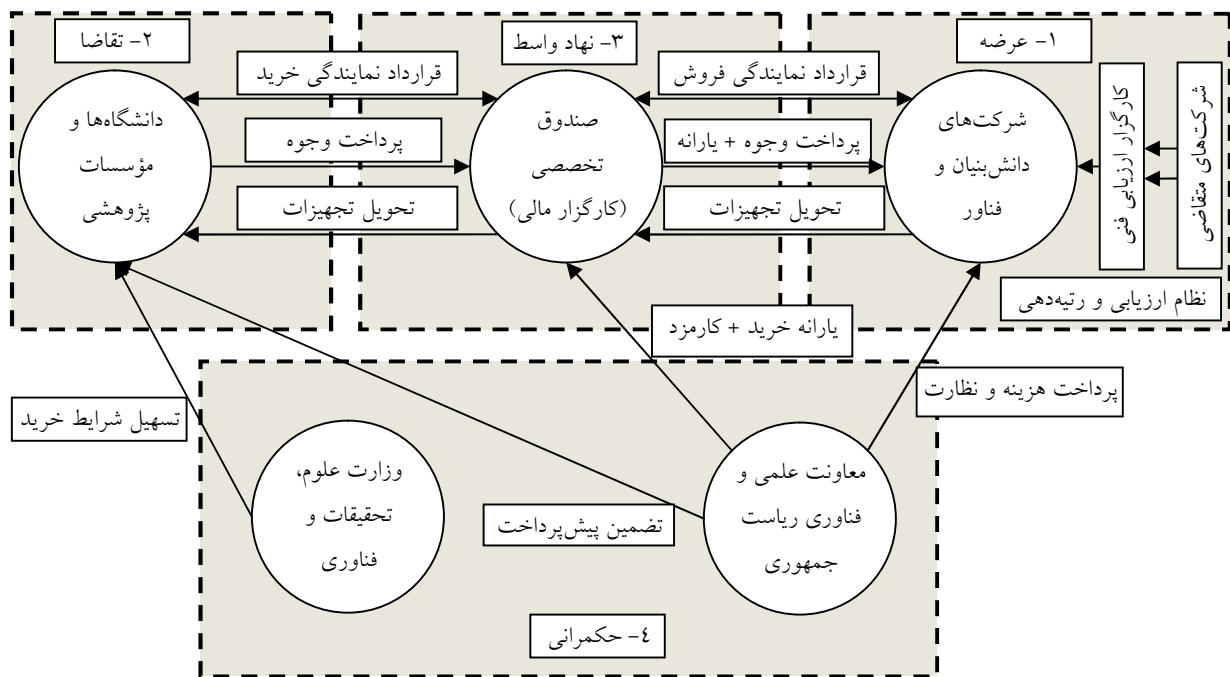 ۱- عرضه
۳- نهاد واسط
۲- تقاضا
قرارداد نمایندگی فروش
قرارداد نمایندگی خرید
شرکت‌های
دانش‌بنیان و
فناور
صندوق
تخصصی
(کارگزار مالی)
دانشگاه‌ها و
مؤسسات
پژوهشی
پرداخت وجوه + یارانه
پرداخت وجوه
تحویل تجهیزات
تحویل تجهیزات
شرکت‌های متقاضی
کارگزار ارزیابی فنی
نظام ارزیابی و رتبه‌دهی
یارانه خرید + کارمزد
پرداخت هزینه و نظارت
تسهیل شرایط خرید
معاونت علمی و
فناوری ریاست
جمهوری
تضمین پیش‌پرداخت
وزارت علوم،
تحقیقات و
فناوری
٤- حکمرانی